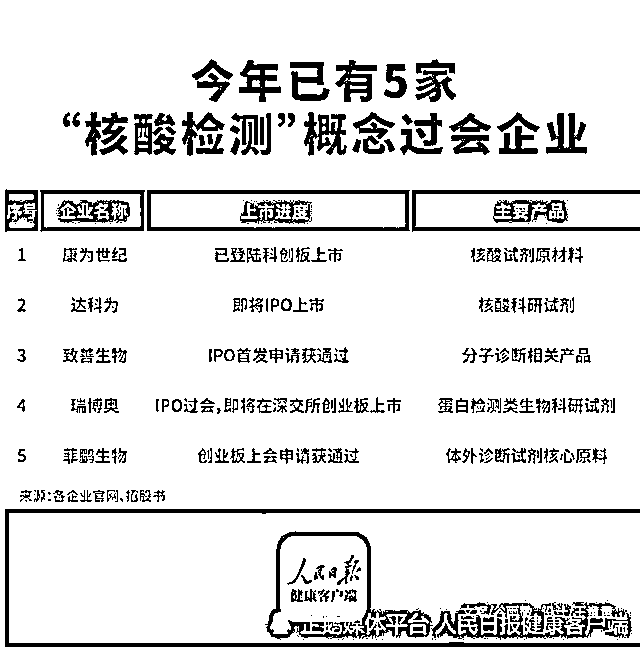 今年已有5家
“核酸检测”概念过会企业
序号 企业名称 上市进度 主要产品
1 康为世纪 已登陆科创板上市 核酸试剂原材料
2 达科为 即将IPO上市 核酸科研试剂
3 致善生物 IPO首发申请获通过 分子诊断相关产品
4 瑞博奥 IPO过会,即将在深交所创业板上市 蛋白检测类生物科研试剂
5 菲鹏生物 创业板上会申请获通过 体外诊断试剂核心原料
来源:各企业官网、招股书
人民日报
健康客户端
媒体平台 人民日报健康客户端